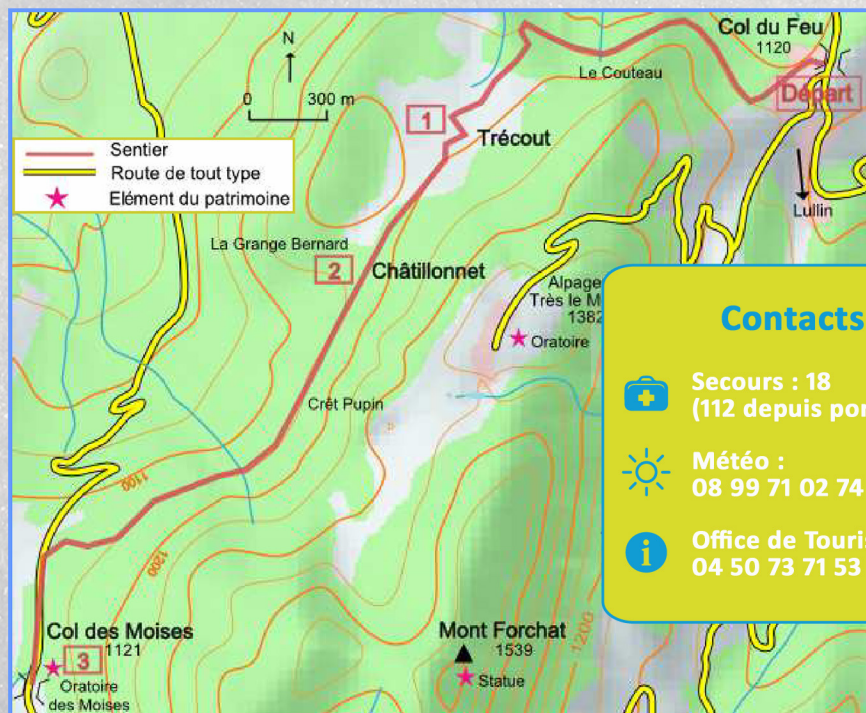 Col du Feu
1120
N
Le Couteau
0 300 m
Départ
1
Trécout
Sentier
Route de tout type
Elément du patrimoine
Lullin
La Grange Bernard
2
Châtillonnet
Alpage
Très le M
1382
Oratoire
Contacts
Secours : 18
(112 depuis por
Météo :
08 99 71 02 74
Office de Touris
04 50 73 71 53
Crêt Pupin
1100
1200
Col des Moises
1121
3
Oratoire
des Moises
Mont Forchat
1539
Statue
1200